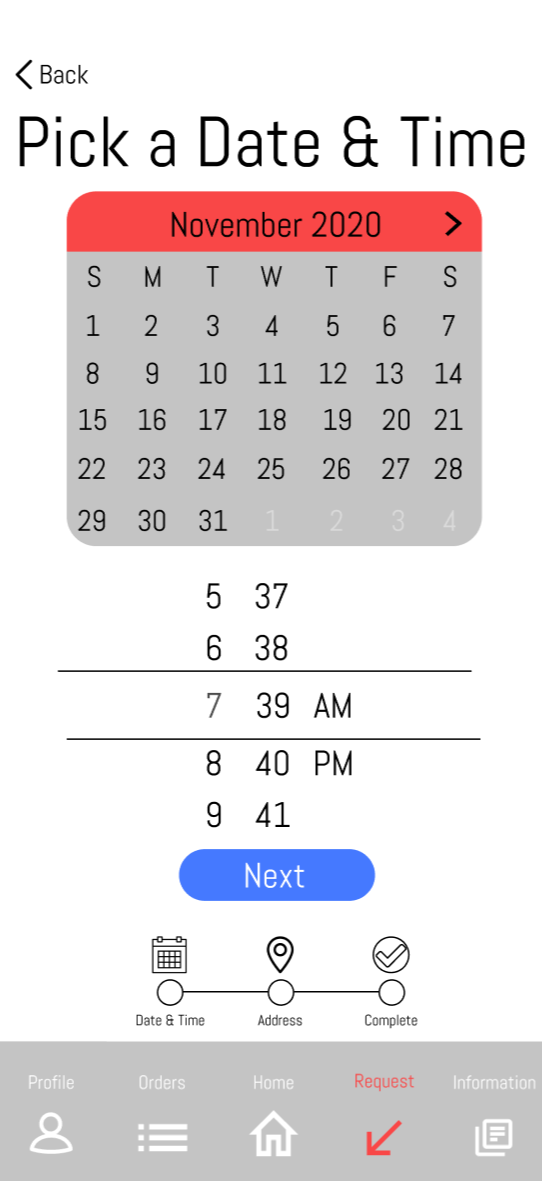 Back
Pick a Date & Time
November 2020
S M T W T F S
1 2 3 4 5 6 7
8 9 10 11 12 13 14
15 16 17 18 19 20 21
22 23 24 25 26 27 28
29 30 31 1 2 3 4
5 37
6 38
7 39 AM
8 40 PM
9 41
Next
Date & Time Address Complete
Profile Orders Home Request Information